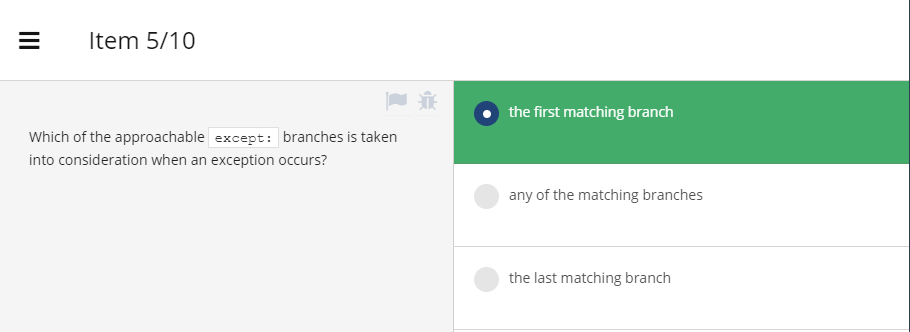 Item 5/10
Which of the approachable except: branches is taken
into consideration when an exception occurs?
the first matching branch
any of the matching branches
the last matching branch